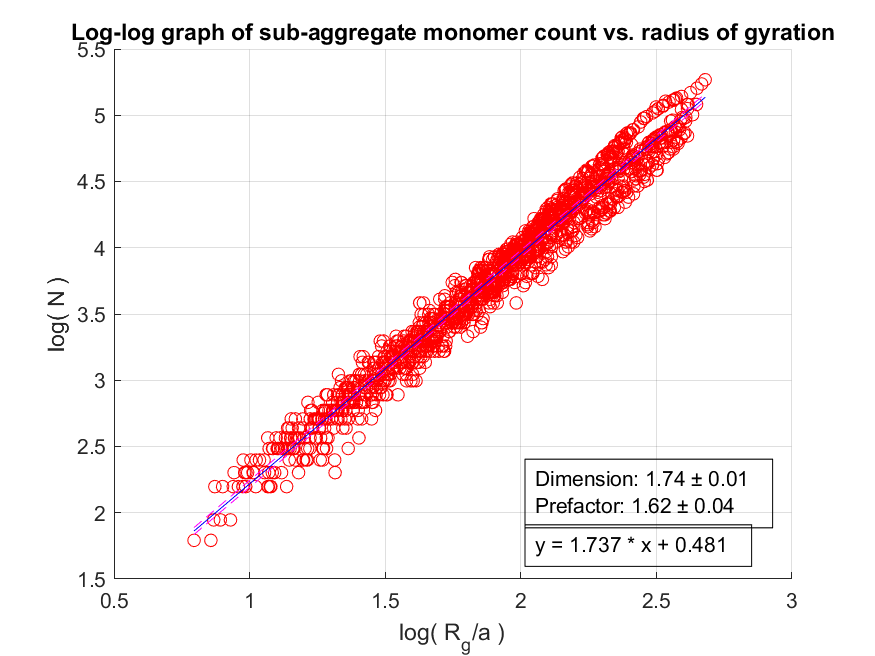 Log-log graph of sub-aggregate monomer count vs. radius of gyration
5.5
5
4.5
4
3.5
3
2.5
2
1.5
log( N )
Dimension: 1.74 ± 0.01
Prefactor: 1.62 ± 0.04
y = 1.737 * x + 0.481
0.5 1 1.5 2 2.5 3
log( R_g/a )